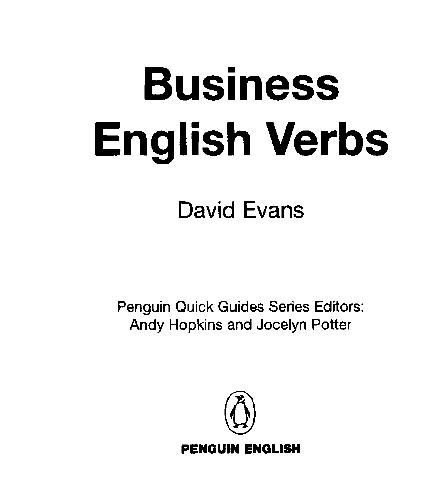 Business
English Verbs
David Evans
Penguin Quick Guides Series Editors:
Andy Hopkins and Jocelyn Potter
PENGUIN ENGLISH